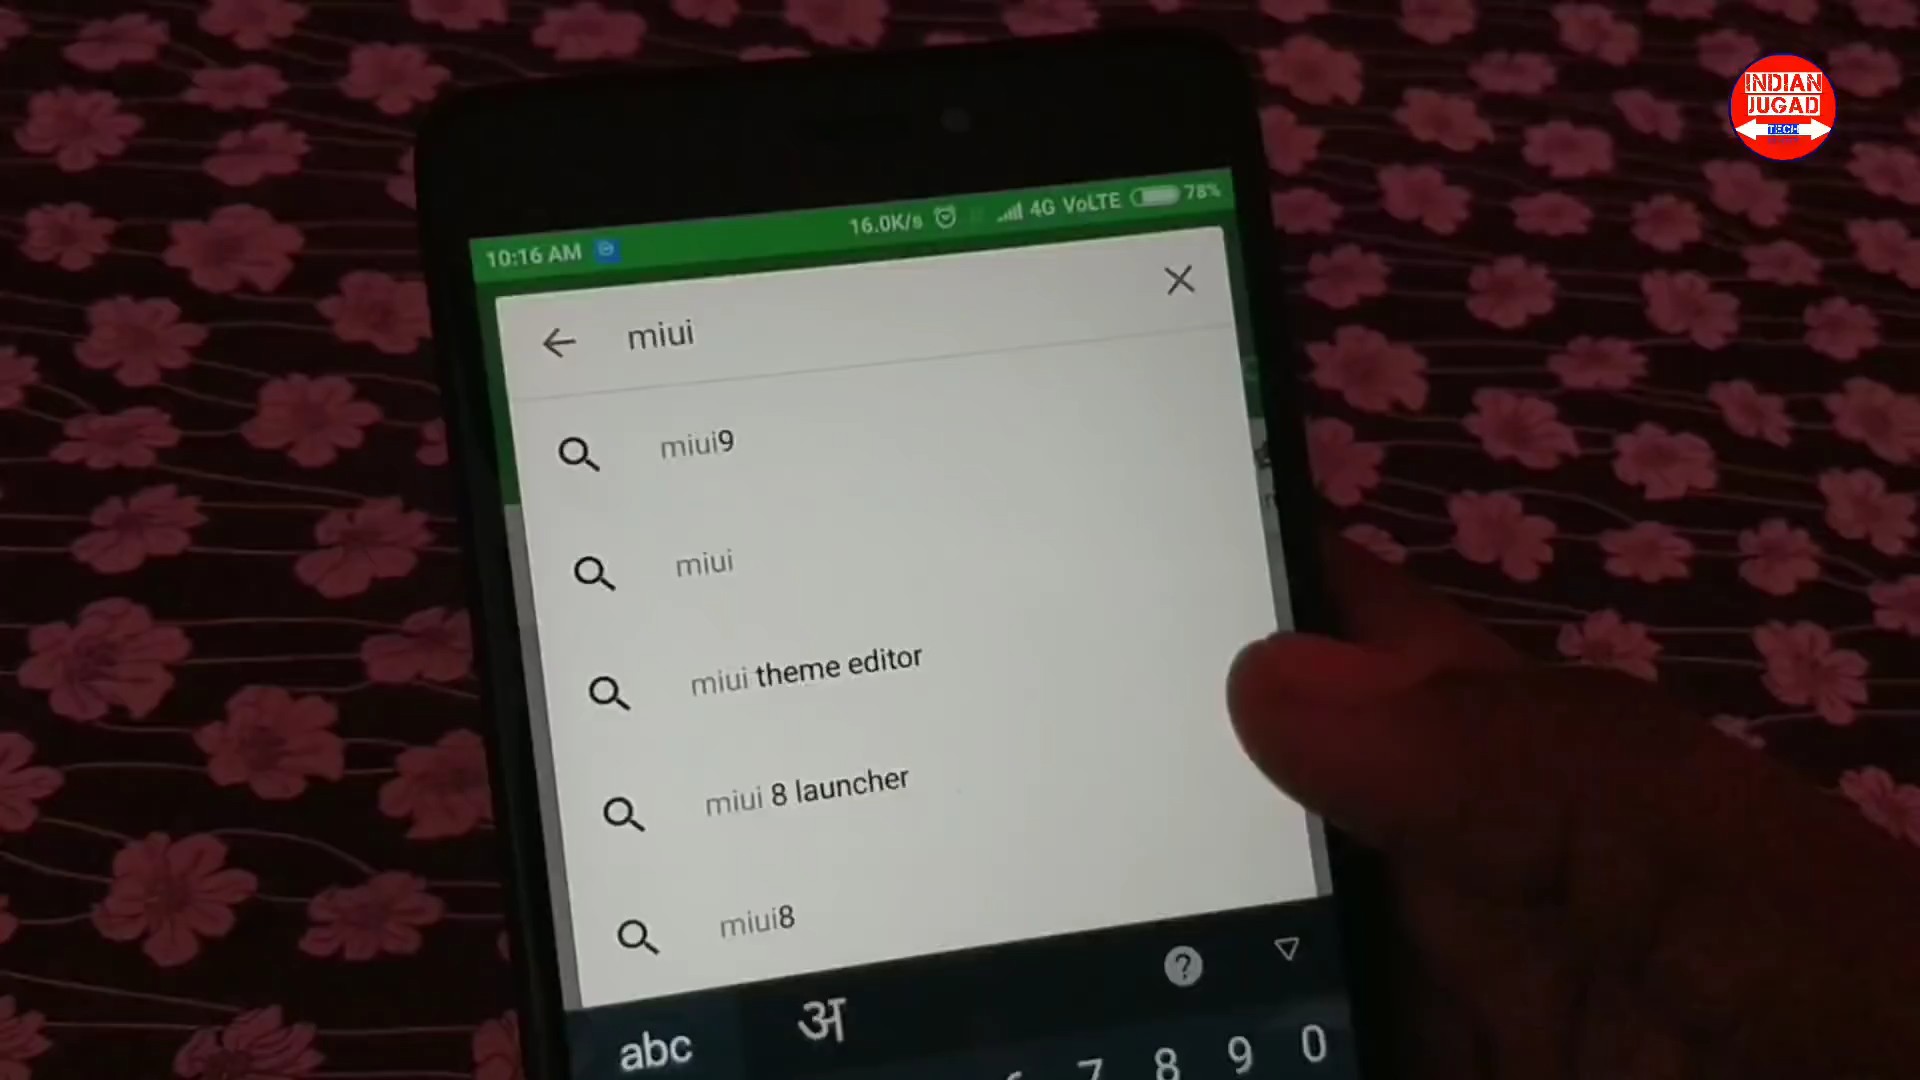 INDIAN
JUGAD
TECH
10:16 AM 16.0K/s 4G VoLTE 78%
miui
miui9
miui
miui theme editor
miui 8 launcher
miui8
?
abc अ
7 8 9 0